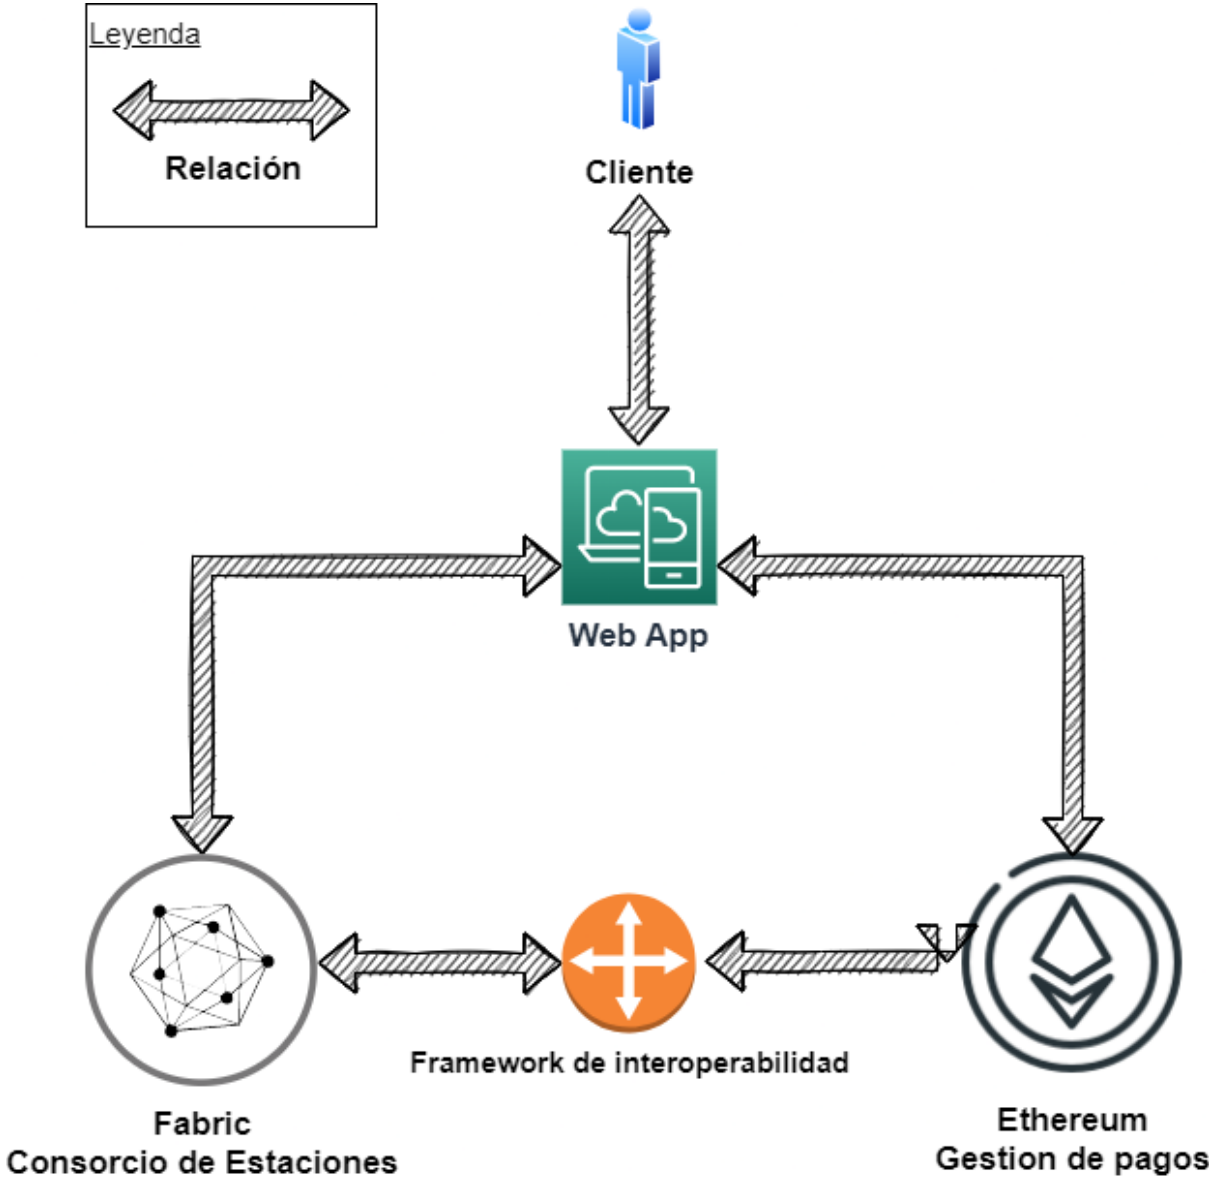 Leyenda
Relación
Cliente
Web App
Framework de interoperabilidad
Fabric
Consorcio de Estaciones
Ethereum
Gestion de pagos